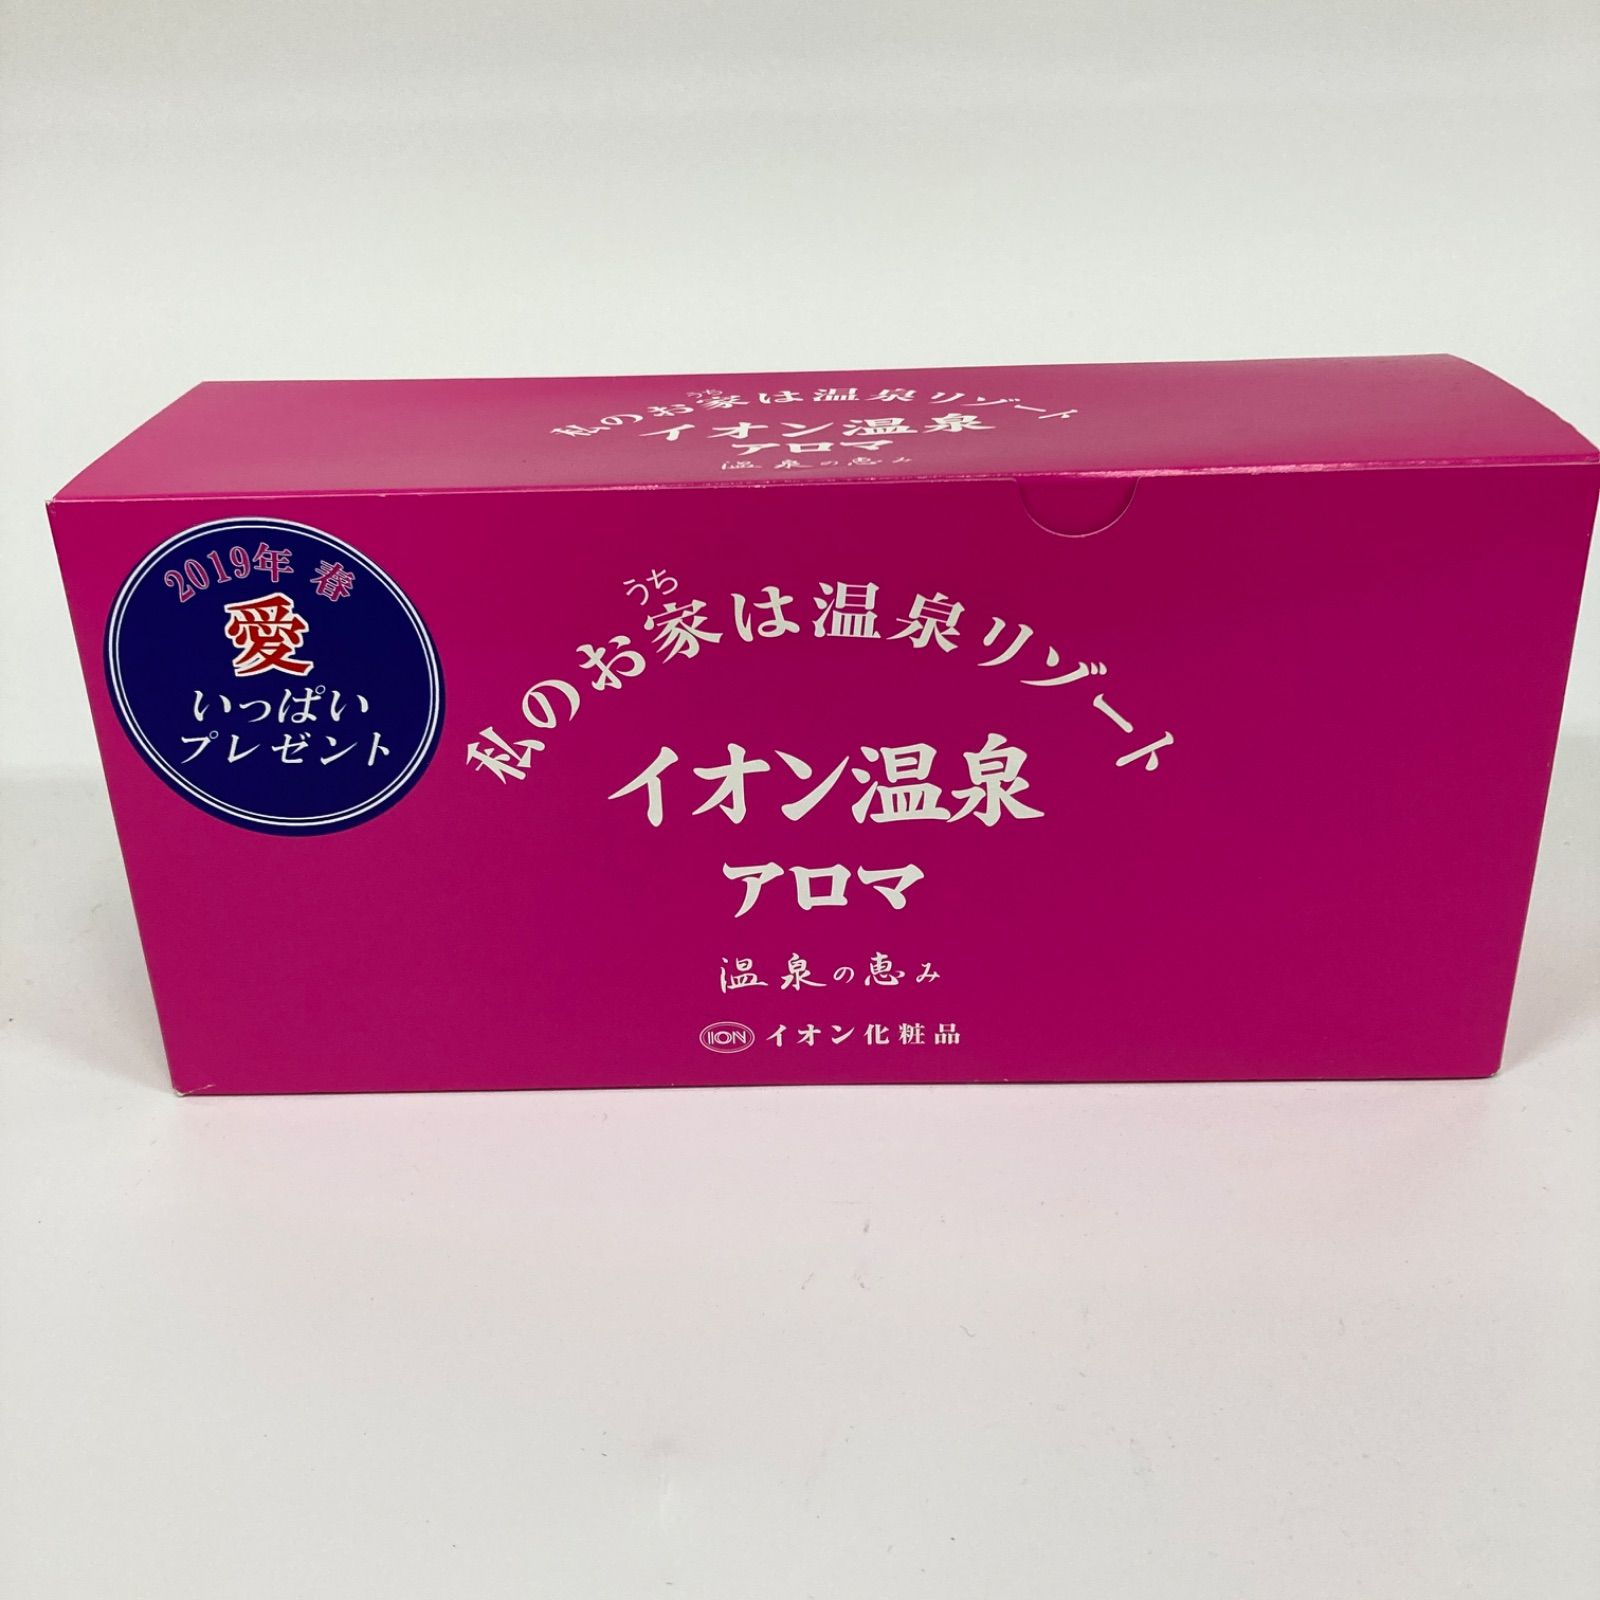 うち
私のお家は温泉リゾート
イオン温泉
アロマ
温泉の恵み
2019年 春
愛
いっぱい
プレゼント
うち
私のお家は温泉リゾート
イオン温泉
アロマ
温泉の恵み
ION イオン化粧品